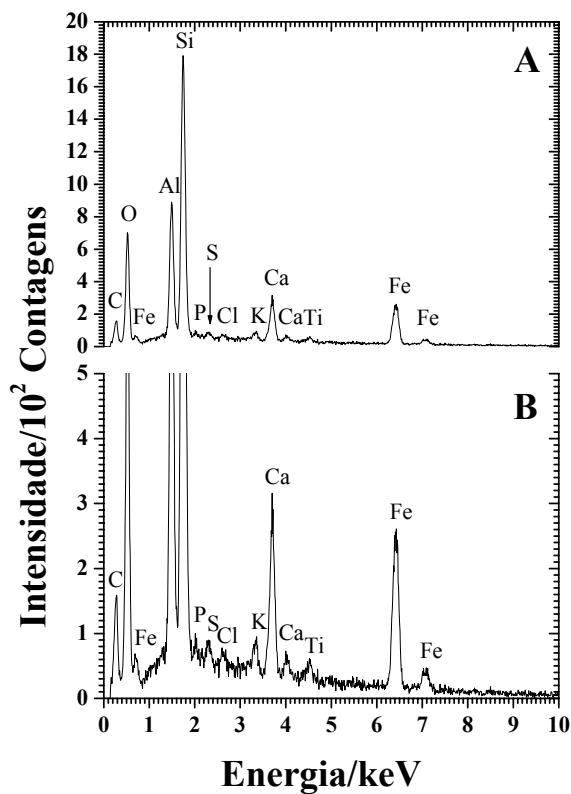 20
18
16
14
12
10
8
6
4
2
0
A
Si
Al
O
C
Fe
P
S
Cl
K
Ca
Ca Ti
Fe
Fe
Intensidade/10² Contagens
5
4
3
2
1
0
B
C
Fe
P
S
Cl
K
Ca
Ca
Ti
Fe
Fe
0 1 2 3 4 5 6 7 8 9 10
Energia/keV